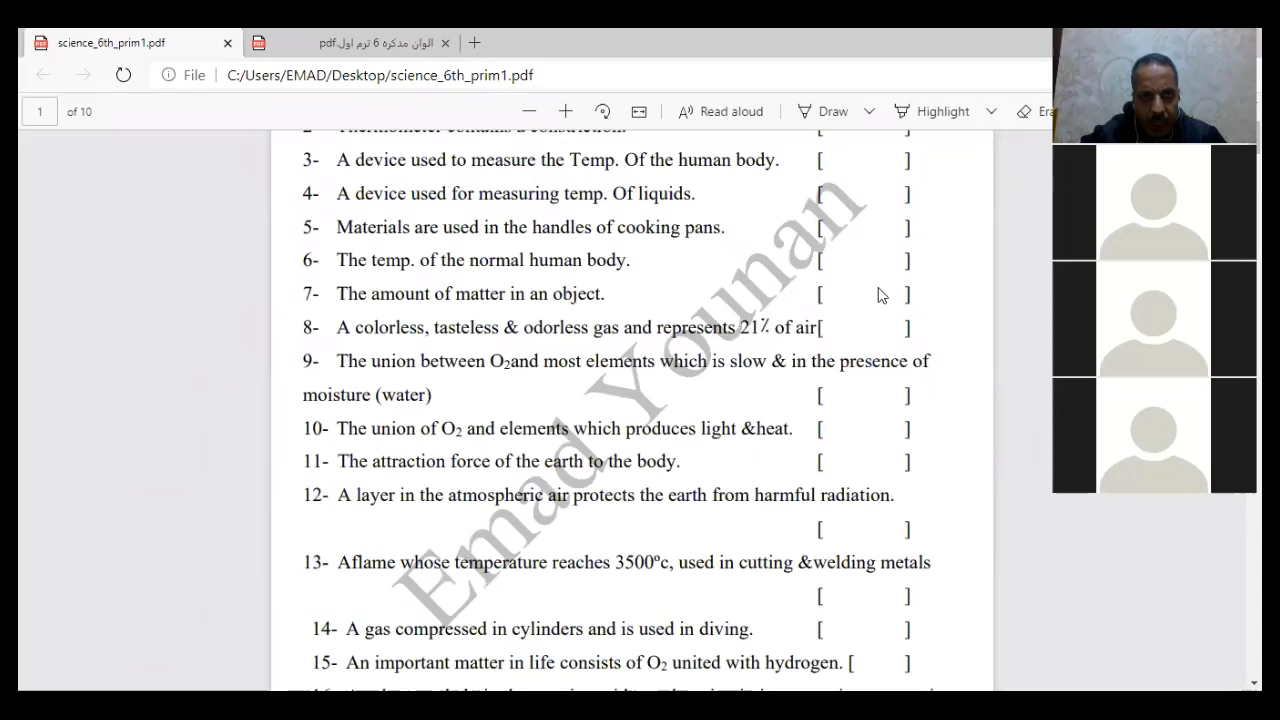 science_6th_prim1.pdf
الوان مذكره 6 ترم اول.pdf
File C:/Users/EMAD/Desktop/science_6th_prim1.pdf
1 of 10 Read aloud Draw Highlight Era
3- A device used to measure the Temp. Of the human body. [ ]
4- A device used for measuring temp. Of liquids. [ ]
5- Materials are used in the handles of cooking pans. [ ]
6- The temp. of the normal human body. [ ]
7- The amount of matter in an object. [ ]
8- A colorless, tasteless & odorless gas and represents 21٪ of air[ ]
9- The union between O₂and most elements which is slow & in the presence of
moisture (water) [ ]
10- The union of O₂ and elements which produces light &heat. [ ]
11- The attraction force of the earth to the body. [ ]
12- A layer in the atmospheric air protects the earth from harmful radiation.
[ ]
13- Aflame whose temperature reaches 3500ºc, used in cutting &welding metals
[ ]
14- A gas compressed in cylinders and is used in diving. [ ]
15- An important matter in life consists of O₂ united with hydrogen. [ ]
Emad Younan